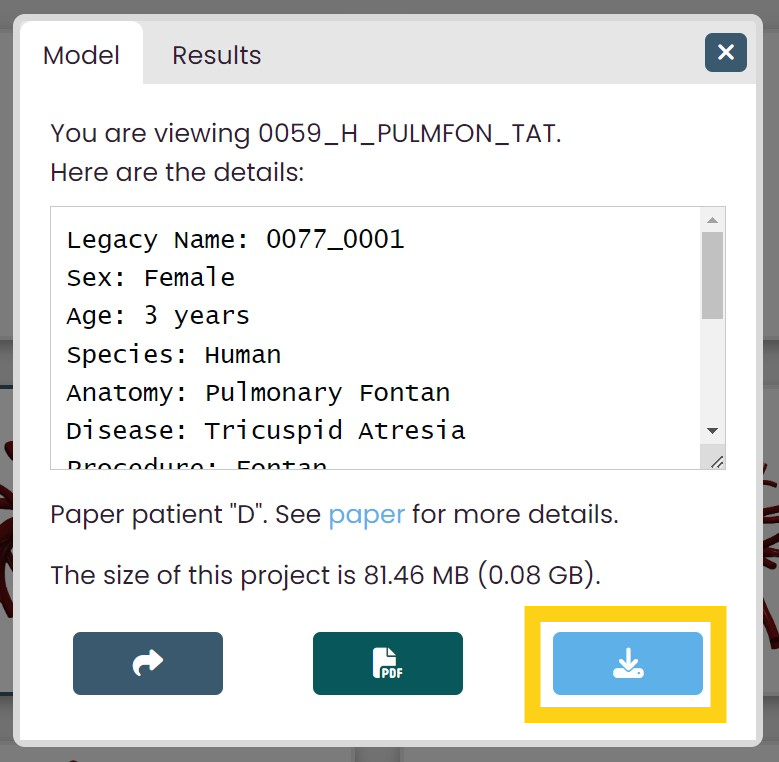 Model
Results
You are viewing 0059_H_PULMFON_TAT.
Here are the details:
Legacy Name: 0077_0001
Sex: Female
Age: 3 years
Species: Human
Anatomy: Pulmonary Fontan
Disease: Tricuspid Atresia
Procedure: Fontan
Paper patient "D". See paper for more details.
The size of this project is 81.46 MB (0.08 GB).
PDF